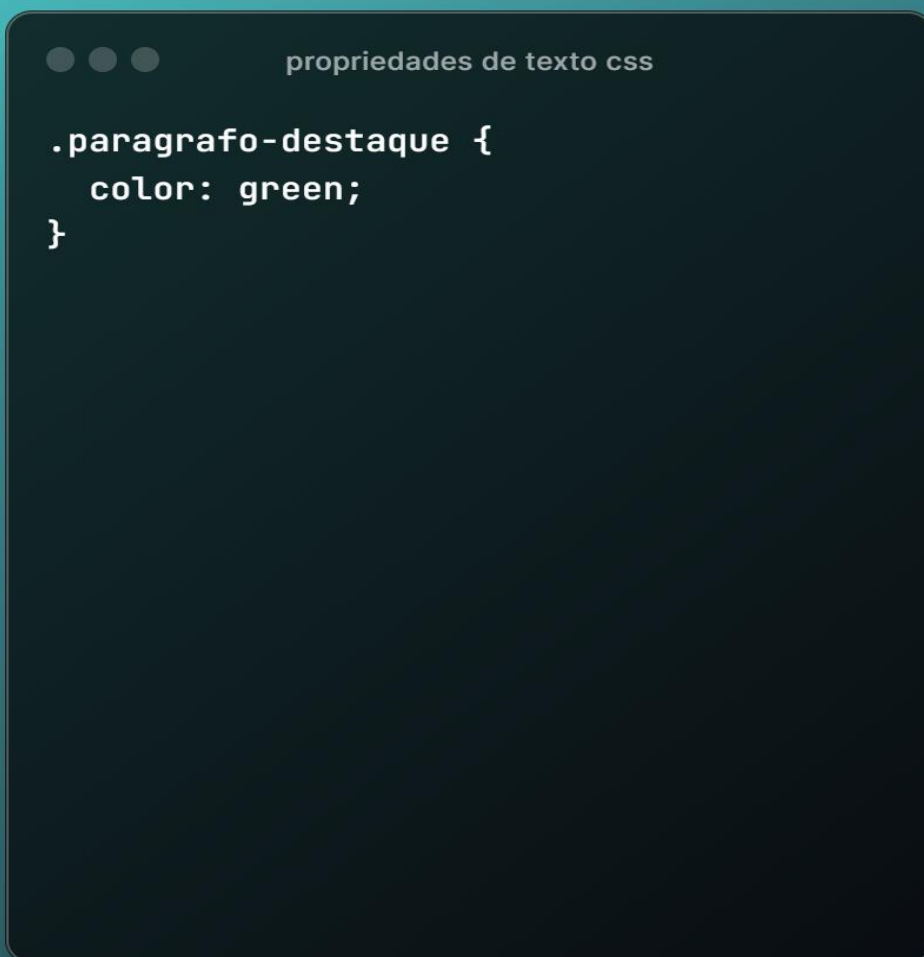 propriedades de texto css
.paragrafo-destaque {
  color: green;
}